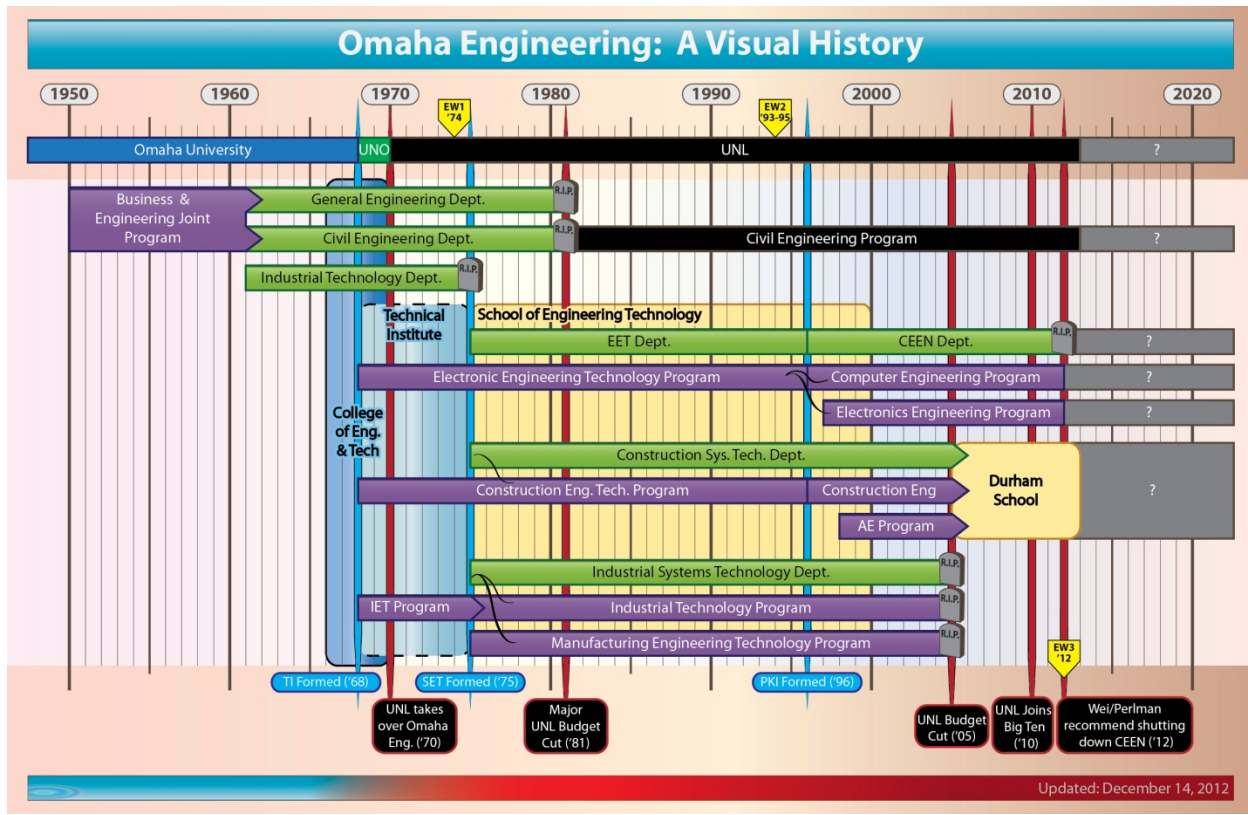 Omaha Engineering: A Visual History
1950
1960
1970
1980
1990
2000
2010
2020
EW1
'74
EW2
'93-95
Omaha University
UNO
UNL
?
Business &
Engineering Joint
Program
General Engineering Dept.
R.I.P.
Civil Engineering Dept.
R.I.P.
Civil Engineering Program
?
Industrial Technology Dept.
R.I.P.
Technical
Institute
School of Engineering Technology
EET Dept.
CEEN Dept.
R.I.P.
?
Electronic Engineering Technology Program
Computer Engineering Program
?
Electronics Engineering Program
?
College
of Eng.
& Tech
Construction Sys. Tech. Dept.
Construction Eng. Tech. Program
Construction Eng
AE Program
Durham
School
?
Industrial Systems Technology Dept.
R.I.P.
IET Program
Industrial Technology Program
R.I.P.
Manufacturing Engineering Technology Program
R.I.P.
EW3
'12
TI Formed ('68)
SET Formed ('75)
PKI Formed ('96)
UNL takes
over Omaha
Eng. ('70)
Major
UNL Budget
Cut ('81)
UNL Budget
Cut ('05)
UNL Joins
Big Ten
('10)
Wei/Perlman
recommend shutting
down CEEN ('12)
Updated: December 14, 2012